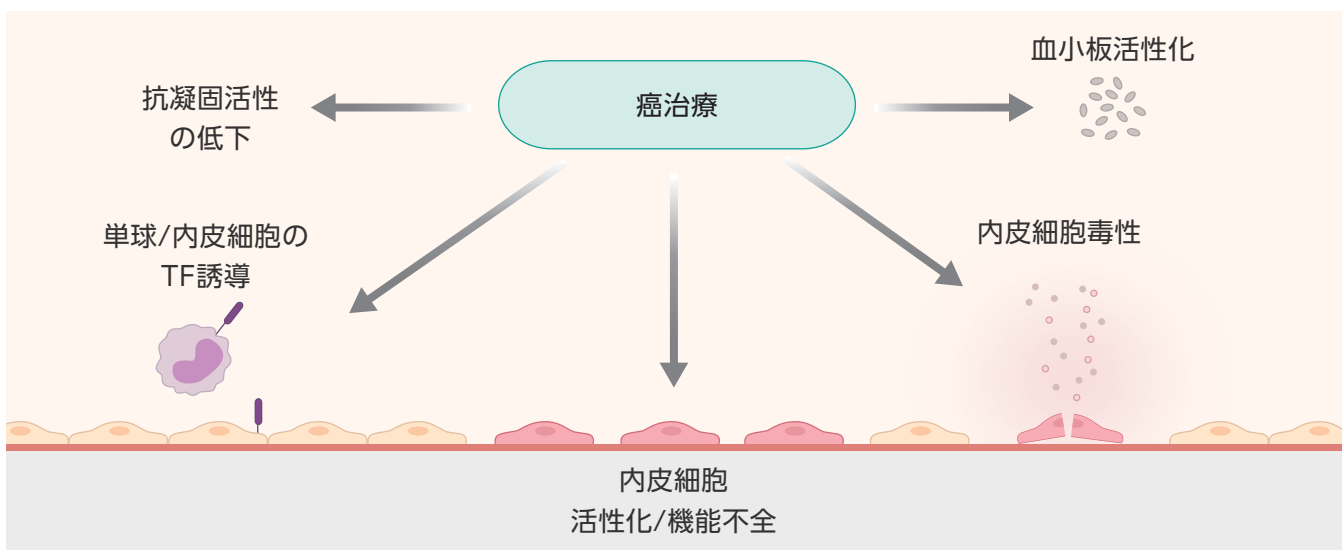 血小板活性化
癌治療
抗凝固活性
の低下
単球/内皮細胞の
TF誘導
内皮細胞毒性
内皮細胞
活性化/機能不全